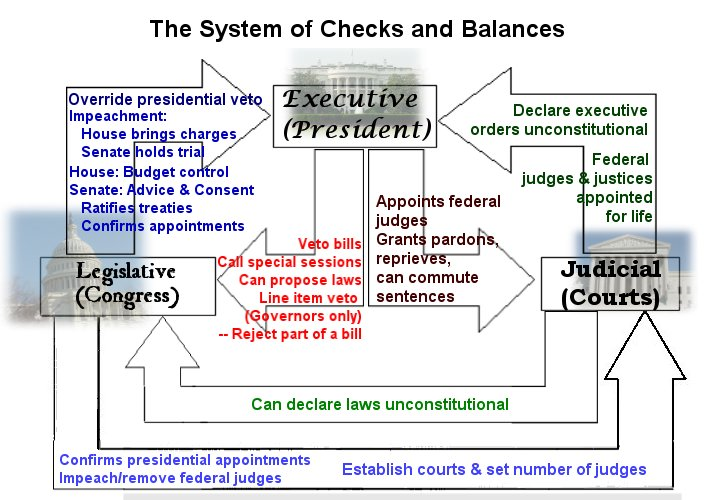 The System of Checks and Balances
Override presidential veto
Impeachment:
House brings charges
Senate holds trial
House: Budget control
Senate: Advice & Consent
Ratifies treaties
Confirms appointments
Executive
(President)
Declare executive
orders unconstitutional
Federal
judges & justices
appointed
for life
Legislative
(Congress)
Veto bills
Call special sessions
Can propose laws
Line item veto
(Governors only)
-- Reject part of a bill
Appoints federal
judges
Grants pardons,
reprieves,
can commute
sentences
Judicial
(Courts)
Can declare laws unconstitutional
Confirms presidential appointments
Impeach/remove federal judges
Establish courts & set number of judges